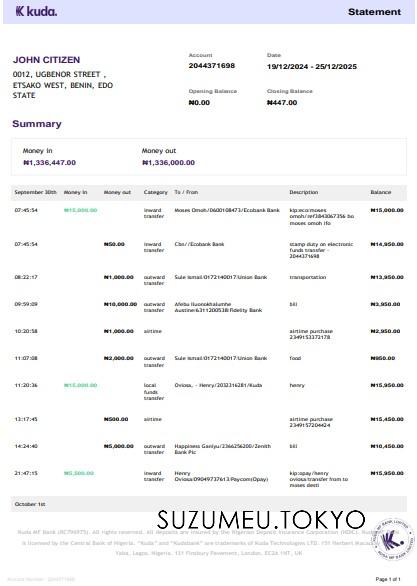 kuda.
Statement
JOHN CITIZEN
0012, UGBENOR STREET ,
ETSAKO WEST, BENIN, EDO
STATE
Account
2044371698
Date
19/12/2024 - 25/12/2025
Opening Balance
₦0.00
Closing Balance
₦447.00
Summary
Money in
₦1,336,447.00
Money out
₦1,336,000.00
September 30th Money In Money out Category To / From Description Balance
07:45:54 ₦15,000.00 inward transfer Moses Omoh/0600108473/Ecobank Bank kip:eco/moses omoh/ref3843067356 bo moses omoh ifo ₦15,000.00
07:45:54 ₦50.00 inward transfer Cbn/ /Ecobank Bank stamp duty on electronic funds transfer - 2044371698 ₦14,950.00
08:22:17 ₦1,000.00 outward transfer Sule Ismail/0172140017/Union Bank transportation ₦13,950.00
09:59:09 ₦10,000.00 outward transfer Afebu Iluonokhalumhe Austine/6311200538/Fidelity Bank bill ₦3,950.00
10:20:58 ₦1,000.00 airtime airtime purchase 2349153372178 ₦2,950.00
11:07:08 ₦2,000.00 outward transfer Sule Ismail/0172140017/Union Bank food ₦950.00
11:20:36 ₦15,000.00 local funds transfer Oviosa, - Henry/2032316281/Kuda henry ₦15,950.00
13:17:45 ₦500.00 airtime airtime purchase 2349157204424 ₦15,450.00
14:24:40 ₦5,000.00 outward transfer Happiness Ganiyu/2366256200/Zenith Bank bill ₦10,450.00
21:47:15 ₦5,500.00 inward transfer Henry Oviosa/09049737613/Paycom(Opay) kip:opay/henry oviosa transfer from to moses desti ₦15,950.00
October 1st
SUZUMEU.TOKYO
Kuda MF Bank (RC796975). All rights reserved. All deposits are insured by the Nigerian Deposit Insurance Corporation (NDIC). Kuda
is licensed by the Central Bank of Nigeria. "Kuda" and "Kudabank" are trademarks of Kuda Technologies LTD. 151 Herbert Macaulay
Yaba, Lagos, Nigeria. 131 Finsbury Pavement, London, EC2A 1NT, UK
Account Number - 2044371698
Page 1 of 1